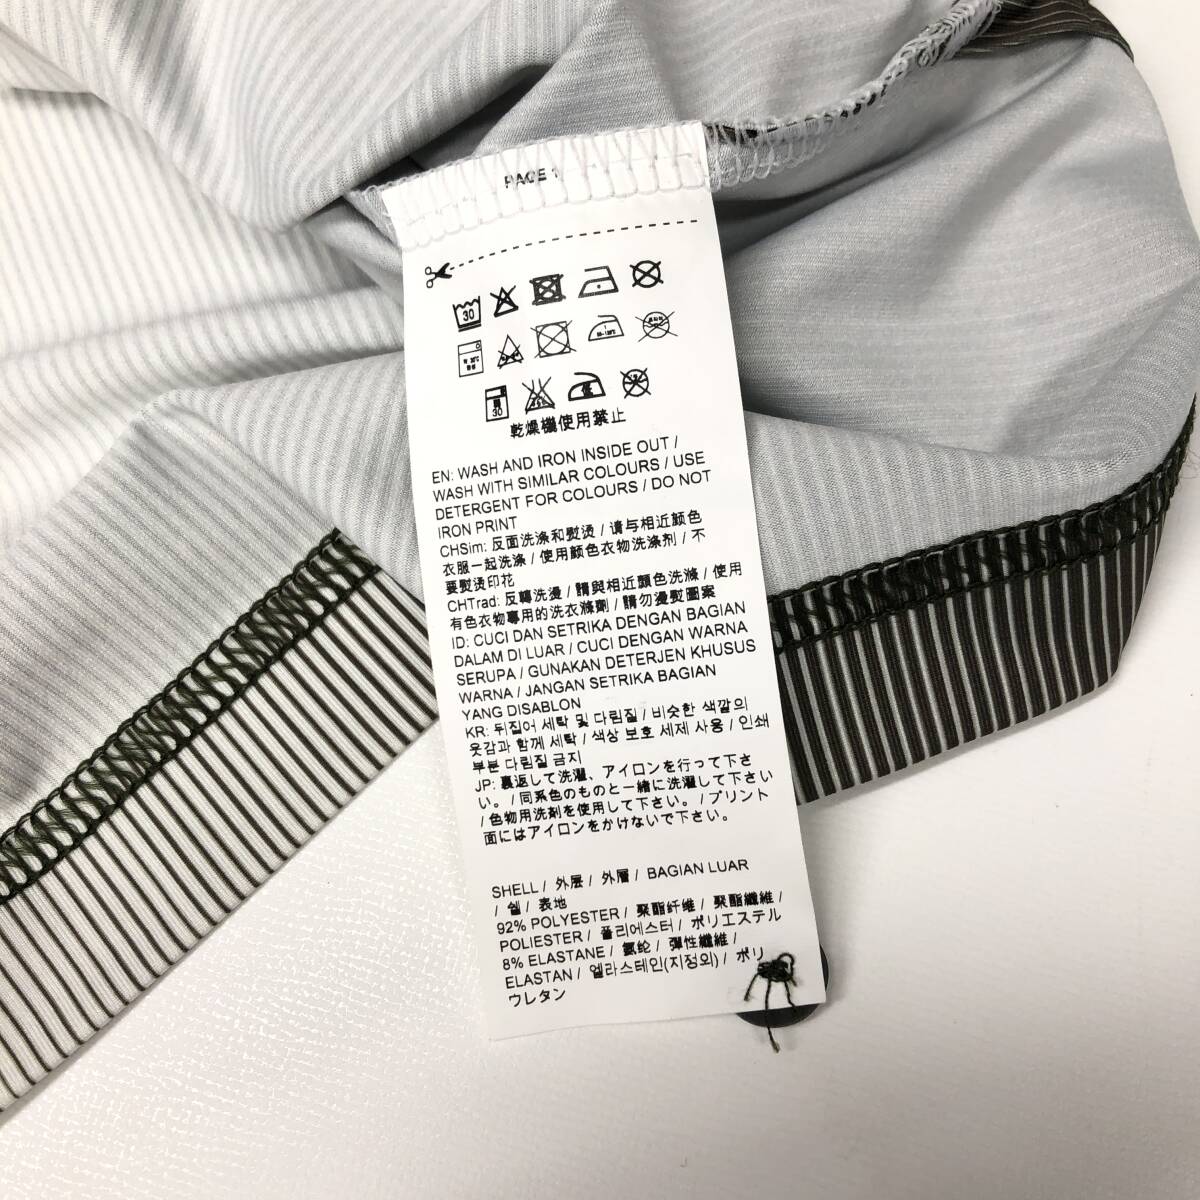 PAGE 1
30
30
乾燥機使用禁止
EN: WASH AND IRON INSIDE OUT /
WASH WITH SIMILAR COLOURS / USE
DETERGENT FOR COLOURS / DO NOT
IRON PRINT
CHSim: 反面洗涤和熨烫 / 请与相近颜色
衣服一起洗涤 / 使用颜色衣物洗涤剂 / 不
要熨烫印花
CHTrad: 反轉洗燙 / 請與相近顏色洗滌 / 使用
有色衣物專用的洗衣滌劑 / 請勿燙熨圖案
ID: CUCI DAN SETRIKA DENGAN BAGIAN
DALAM DI LUAR / CUCI DENGAN WARNA
SERUPA / GUNAKAN DETERJEN KHUSUS
WARNA / JANGAN SETRIKA BAGIAN
YANG DISABLON
KR: 뒤집어 세탁 및 다림질 / 비슷한 색깔의
옷감과 함께 세탁 / 색상 보호 세제 사용 / 인쇄
부분 다림질 금지
JP: 裏返して洗濯、アイロンを行って下さ
い。/ 同系色のものと一緒に洗濯して下さい。
/ 色物用洗剤を使用して下さい。/ プリント
面にはアイロンをかけないで下さい。
SHELL / 外层 / 外層 / BAGIAN LUAR
/ 쉘 / 表地
92% POLYESTER / 聚酯纤维 / 聚酯纖維 /
POLIESTER / 폴리에스터 / ポリエステル
8% ELASTANE / 氨纶 / 彈性纖維 /
ELASTAN / 엘라스테인(지정외) / ポリ
ウレタン